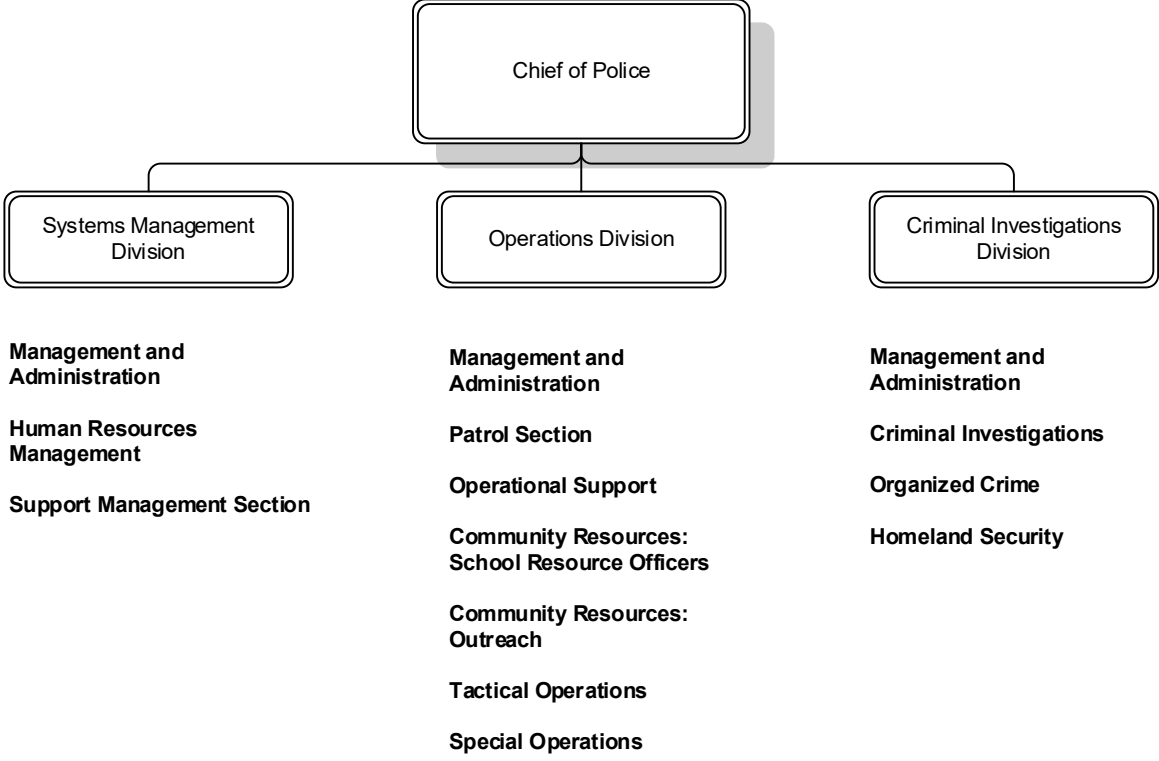 Chief of Police
Systems Management
Division
Operations Division
Criminal Investigations
Division
Management and
Administration
Human Resources
Management
Support Management Section
Management and
Administration
Patrol Section
Operational Support
Community Resources:
School Resource Officers
Community Resources:
Outreach
Tactical Operations
Special Operations
Management and
Administration
Criminal Investigations
Organized Crime
Homeland Security